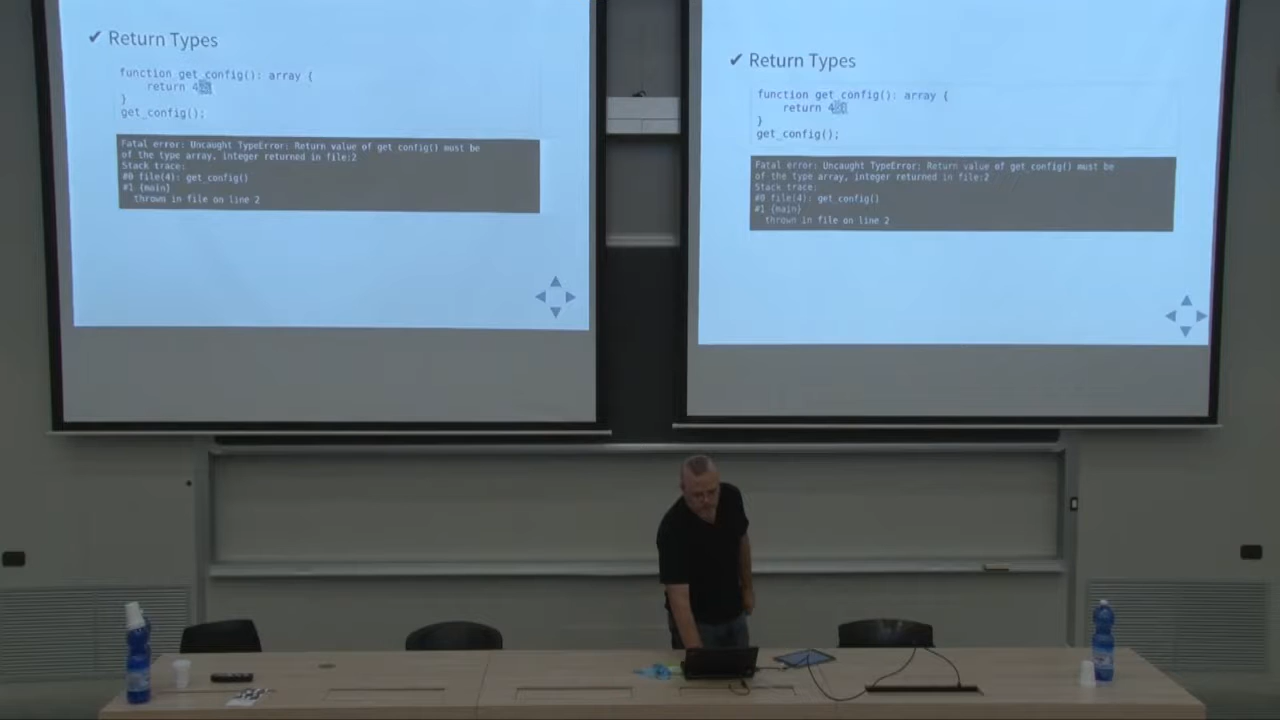 ✔ Return Types
function get_config(): array {
return
}
get_config();
Fatal error: Uncaught TypeError: Return value of get_config() must be
of the type array, integer returned in file:2
Stack trace:
#0 file(4): get_config()
#1 {main}
thrown in file on line 2
✔ Return Types
function get_config(): array {
return
}
get_config();
Fatal error: Uncaught TypeError: Return value of get_config() must be
of the type array, integer returned in file:2
Stack trace:
#0 file(4): get_config()
#1 {main}
thrown in file on line 2